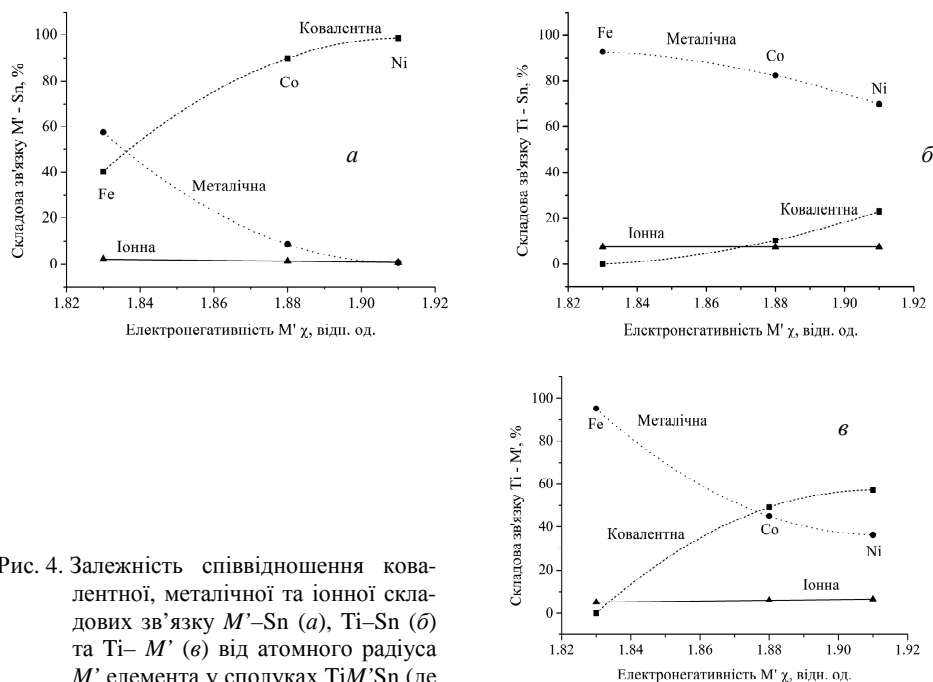 Складова зв'язку M' - Sn, %
100
80
60
40
20
0
Ковалентна
Co
Ni
а
Fe
Металічна
Іонна
1.82 1.84 1.86 1.88 1.90 1.92
Електронегативність M' χ, відн. од.
Складова зв'язку Ti - Sn, %
100
80
60
40
20
0
Fe
Металічна
Co
Ni
б
Ковалентна
Іонна
1.82 1.84 1.86 1.88 1.90 1.92
Електронегативність M' χ, відн. од.
Складова зв'язку Ti - M', %
100
80
60
40
20
0
Fe
Металічна
в
Ковалентна
Co
Ni
Іонна
1.82 1.84 1.86 1.88 1.90 1.92
Електронегативність M' χ, відн. од.
Рис. 4. Залежність співвідношення кова-
лентної, металічної та іонної скла-
дових зв’язку M’–Sn (а), Ti–Sn (б)
та Ti– M’ (в) від атомного радіуса
M’ елемента у сполуках TiM’Sn (де